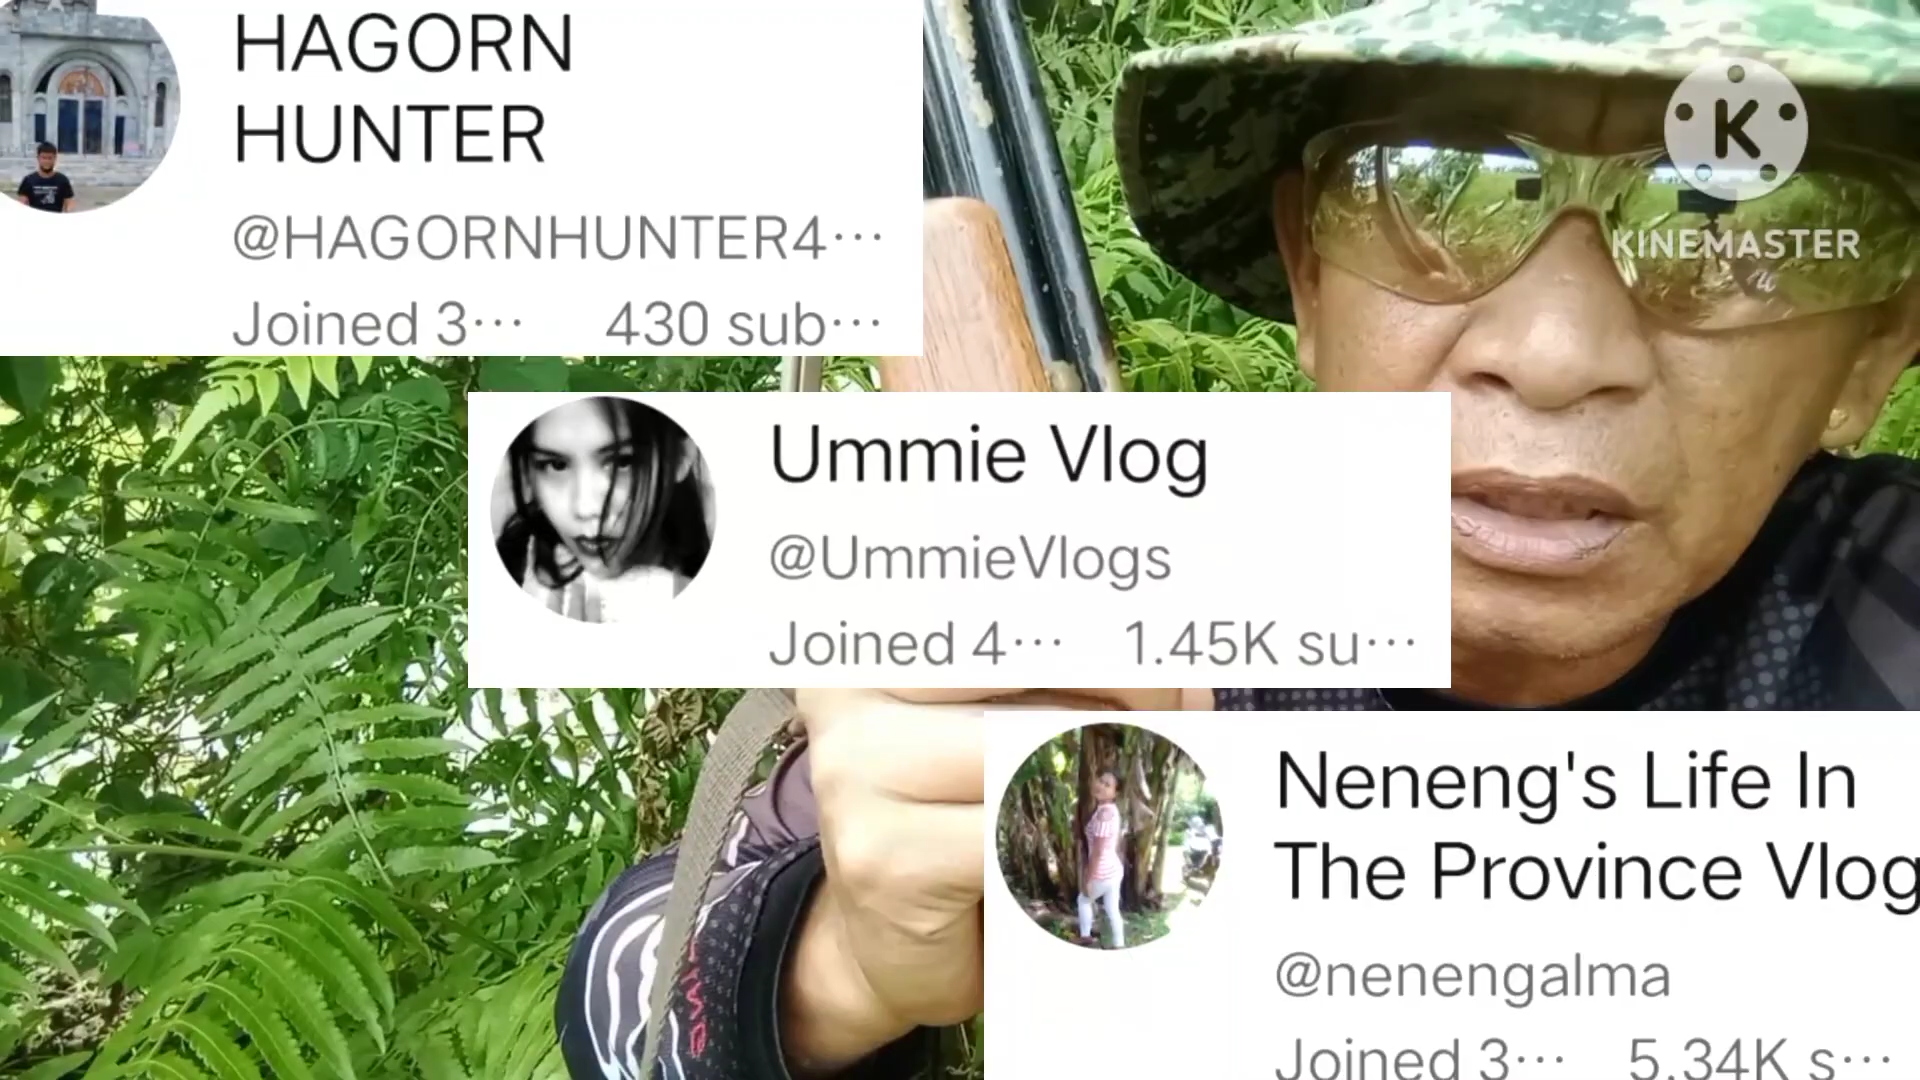 HAGORN
HUNTER
@HAGORNHUNTER4···
Joined 3··· 430 sub···
K
KINEMASTER
Ummie Vlog
@UmmieVlogs
Joined 4··· 1.45K su···
Neneng's Life In
The Province Vlog
@nenengalma
Joined 3··· 5.34K s···